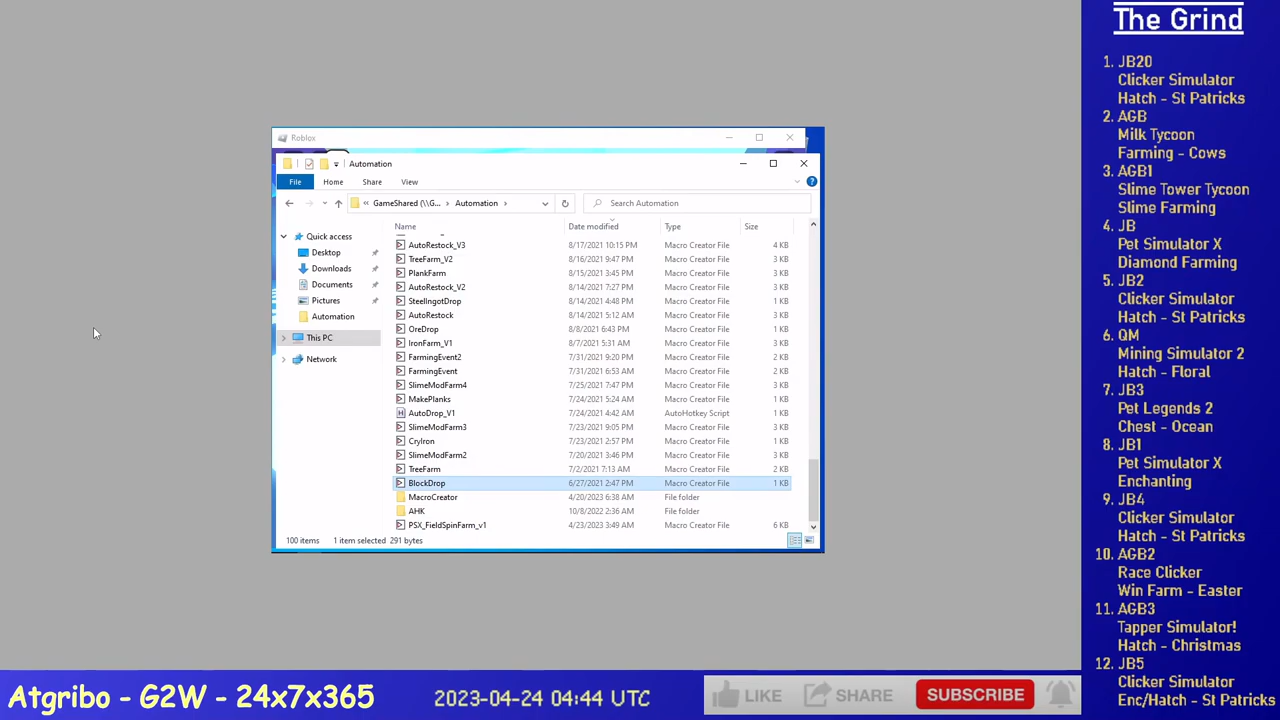 The Grind
1. JB20
Clicker Simulator
Hatch - St Patricks
2. AGB
Milk Tycoon
Farming - Cows
3. AGB1
Slime Tower Tycoon
Slime Farming
4. JB
Pet Simulator X
Diamond Farming
5. JB2
Clicker Simulator
Hatch - St Patricks
6. QM
Mining Simulator 2
Hatch - Floral
7. JB3
Pet Legends 2
Chest - Ocean
8. JB1
Pet Simulator X
Enchanting
9. JB4
Clicker Simulator
Hatch - St Patricks
10. AGB2
Race Clicker
Win Farm - Easter
11. AGB3
Tapper Simulator!
Hatch - Christmas
12. JB5
Clicker Simulator
Enc/Hatch - St Patricks
Roblox
Automation
File Home Share View
« GameShared (\\G... > Automation >
Search Automation
Quick access
Desktop
Downloads
Documents
Pictures
Automation
This PC
Network
Name Date modified Type Size
AutoRestock_V3 8/17/2021 10:15 PM Macro Creator File 4 KB
TreeFarm_V2 8/16/2021 9:47 PM Macro Creator File 3 KB
PlankFarm 8/15/2021 3:45 PM Macro Creator File 3 KB
AutoRestock_V2 8/14/2021 7:27 PM Macro Creator File 3 KB
SteelIngotDrop 8/14/2021 4:48 PM Macro Creator File 3 KB
AutoRestock 8/14/2021 5:12 AM Macro Creator File 3 KB
OreDrop 8/8/2021 6:43 PM Macro Creator File 3 KB
IronFarm_V1 8/7/2021 5:31 AM Macro Creator File 3 KB
FarmingEvent2 7/31/2021 9:20 PM Macro Creator File 2 KB
FarmingEvent 7/31/2021 6:53 AM Macro Creator File 2 KB
SlimeModFarm4 7/25/2021 7:47 PM Macro Creator File 3 KB
MakePlanks 7/24/2021 5:24 AM Macro Creator File 1 KB
AutoDrop_V1 7/24/2021 4:42 AM AutoHotkey Script 1 KB
SlimeModFarm3 7/23/2021 9:05 PM Macro Creator File 3 KB
CryIron 7/23/2021 2:57 PM Macro Creator File 1 KB
SlimeModFarm2 7/20/2021 3:46 PM Macro Creator File 3 KB
TreeFarm 7/2/2021 7:13 AM Macro Creator File 2 KB
BlockDrop 6/27/2021 2:47 PM Macro Creator File 1 KB
MacroCreator 4/20/2023 6:38 AM File folder
AHK 10/8/2022 2:36 AM File folder
PSX_FieldSpinFarm_v1 4/23/2023 3:49 AM Macro Creator File 6 KB
100 items 1 item selected 291 bytes
Atgribo - G2W - 24x7x365
2023-04-24 04:44 UTC
LIKE
SHARE
SUBSCRIBE